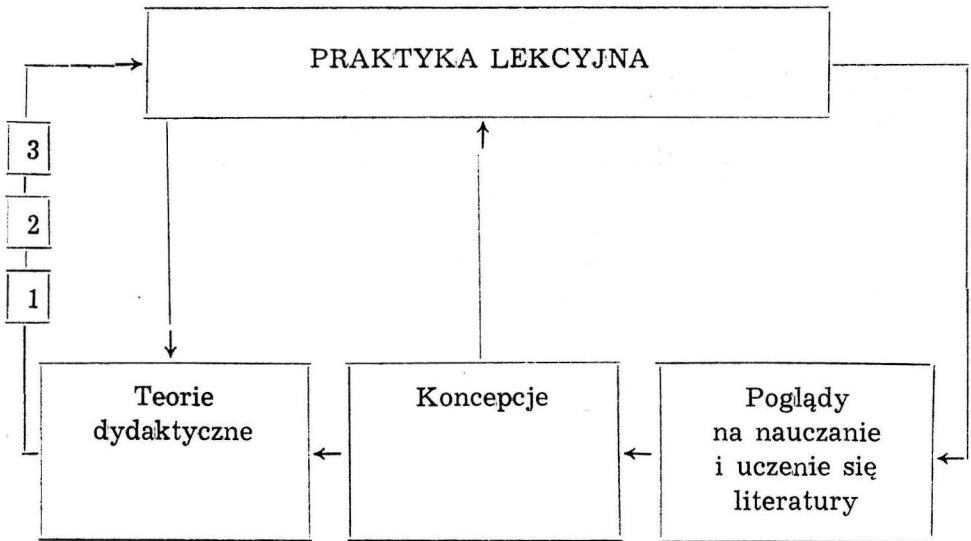 PRAKTYKA LEKCYJNA
3
2
1
Teorie
dydaktyczne
Koncepcje
Poglądy
na nauczanie
i uczenie się
literatury